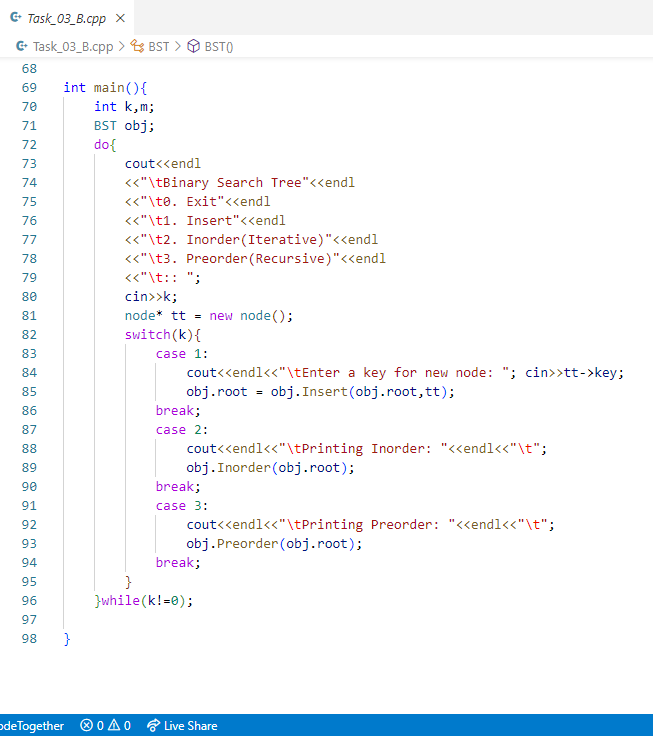 Task_03_B.cpp
Task_03_B.cpp > BST > BST()
68
69 int main(){
70     int k,m;
71     BST obj;
72     do{
73         cout<<endl
74         <<"\tBinary Search Tree"<<endl
75         <<"\t0. Exit"<<endl
76         <<"\t1. Insert"<<endl
77         <<"\t2. Inorder(Iterative)"<<endl
78         <<"\t3. Preorder(Recursive)"<<endl
79         <<"\t:: ";
80         cin>>k;
81         node* tt = new node();
82         switch(k){
83             case 1:
84                 cout<<endl<<"\tEnter a key for new node: "; cin>>tt->key;
85                 obj.root = obj.Insert(obj.root,tt);
86             break;
87             case 2:
88                 cout<<endl<<"\tPrinting Inorder: "<<endl<<"\t";
89                 obj.Inorder(obj.root);
90             break;
91             case 3:
92                 cout<<endl<<"\tPrinting Preorder: "<<endl<<"\t";
93                 obj.Preorder(obj.root);
94             break;
95         }
96     }while(k!=0);
97
98 }
odeTogether 0 0 Live Share